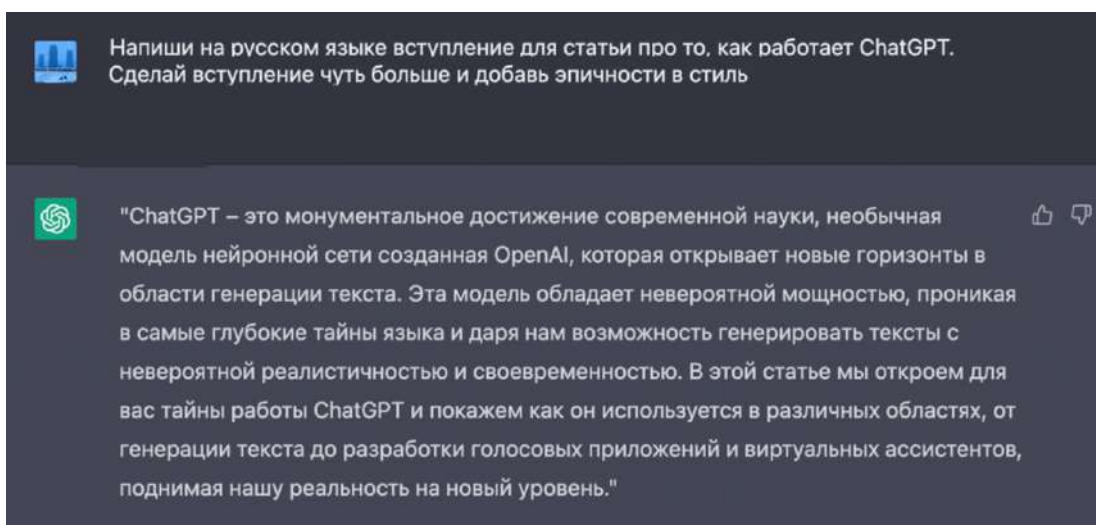 Напиши на русском языке вступление для статьи про то, как работает ChatGPT.
Сделай вступление чуть больше и добавь эпичности в стиль
"ChatGPT – это монументальное достижение современной науки, необычная
модель нейронной сети созданная OpenAI, которая открывает новые горизонты в
области генерации текста. Эта модель обладает невероятной мощностью, проникая
в самые глубокие тайны языка и даря нам возможность генерировать тексты с
невероятной реалистичностью и своевременностью. В этой статье мы откроем для
вас тайны работы ChatGPT и покажем как он используется в различных областях, от
генерации текста до разработки голосовых приложений и виртуальных ассистентов,
поднимая нашу реальность на новый уровень."